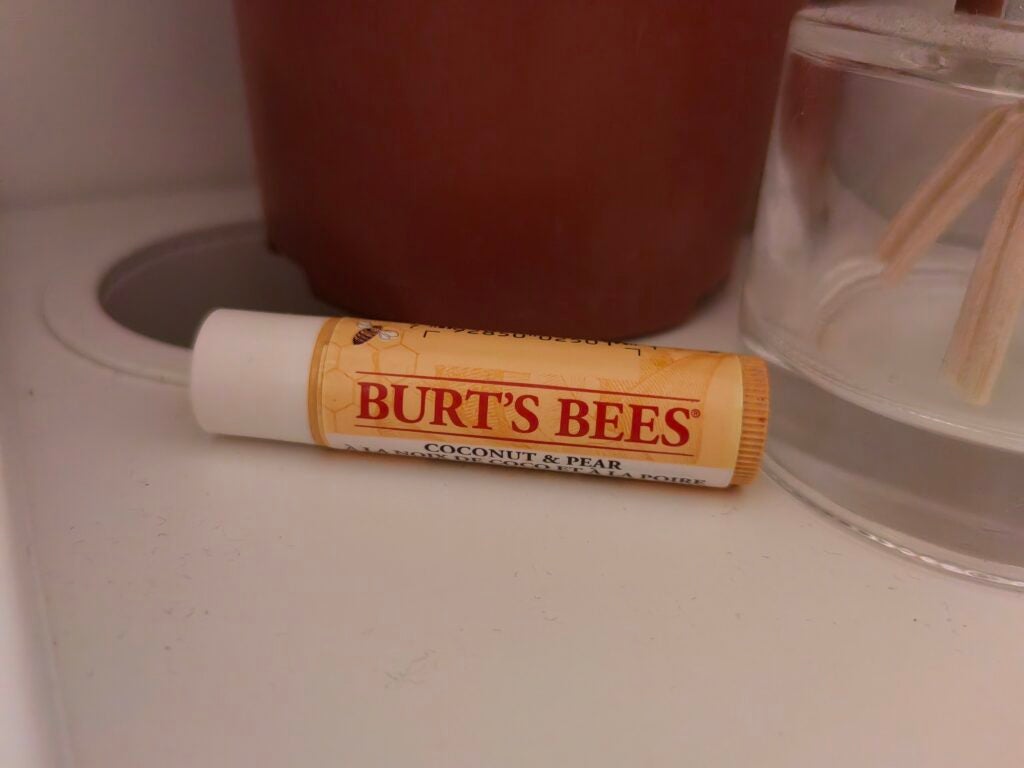 BURT'S BEES®
COCONUT & PEAR
À LA NOIX DE COCO ET À LA POIRE